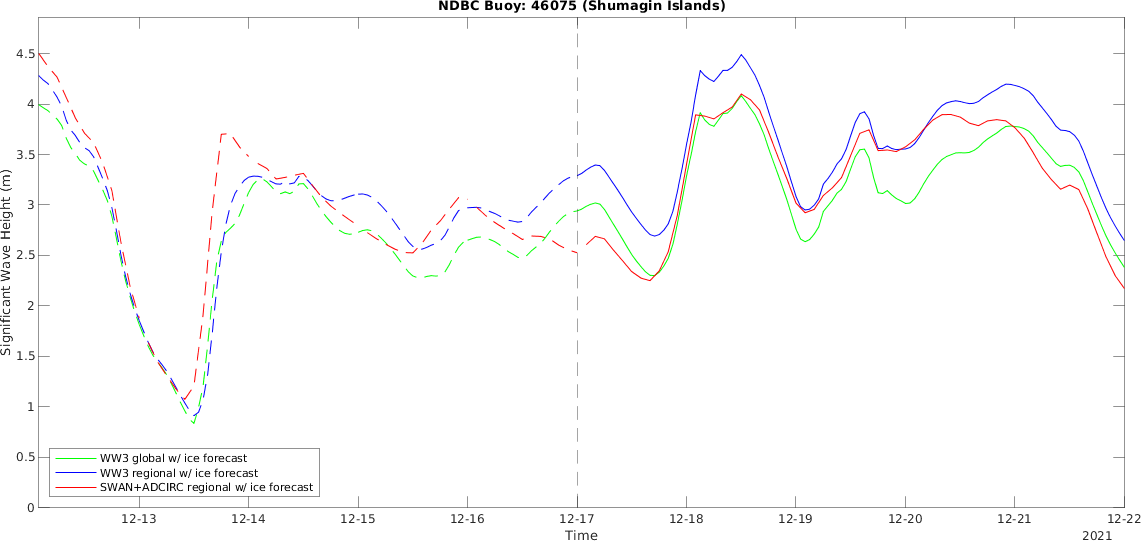 NDBC Buoy: 46075 (Shumagin Islands)
Significant Wave Height (m)
4.5
4
3.5
3
2.5
2
1.5
1
0.5
0
WW3 global w/ ice forecast
WW3 regional w/ ice forecast
SWAN+ADCIRC regional w/ ice forecast
12-13 12-14 12-15 12-16 12-17 12-18 12-19 12-20 12-21 12-22
Time
2021